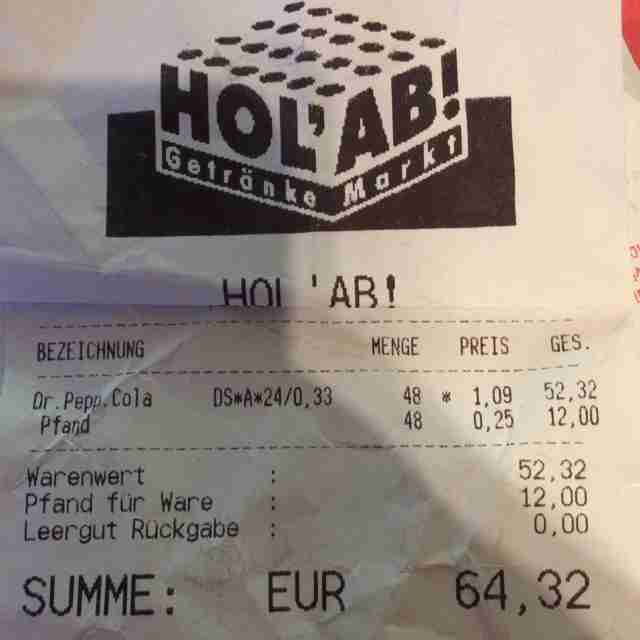 HOL'AB!
Getränke Markt
HOL'AB!
BEZEICHNUNG MENGE PREIS GES.
Dr.Pepp.Cola DS*A*24/0,33 48 * 1,09 52,32
Pfand 48 0,25 12,00
Warenwert : 52,32
Pfand für Ware : 12,00
Leergut Rückgabe : 0,00
SUMME: EUR 64,32